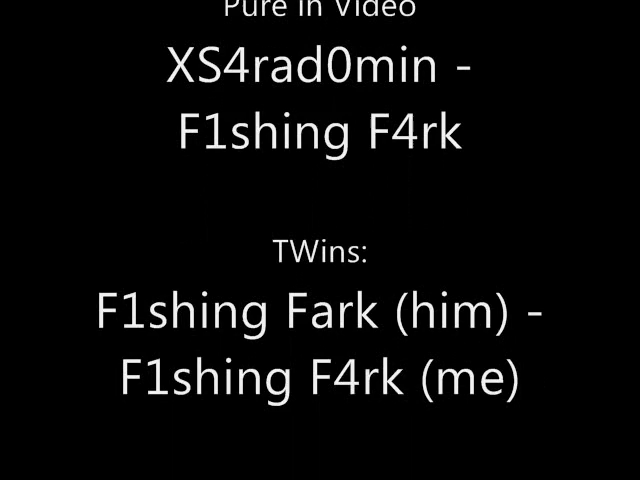 Pure in Video
XS4rad0min -
F1shing F4rk
TWins:
F1shing Fark (him) -
F1shing F4rk (me)